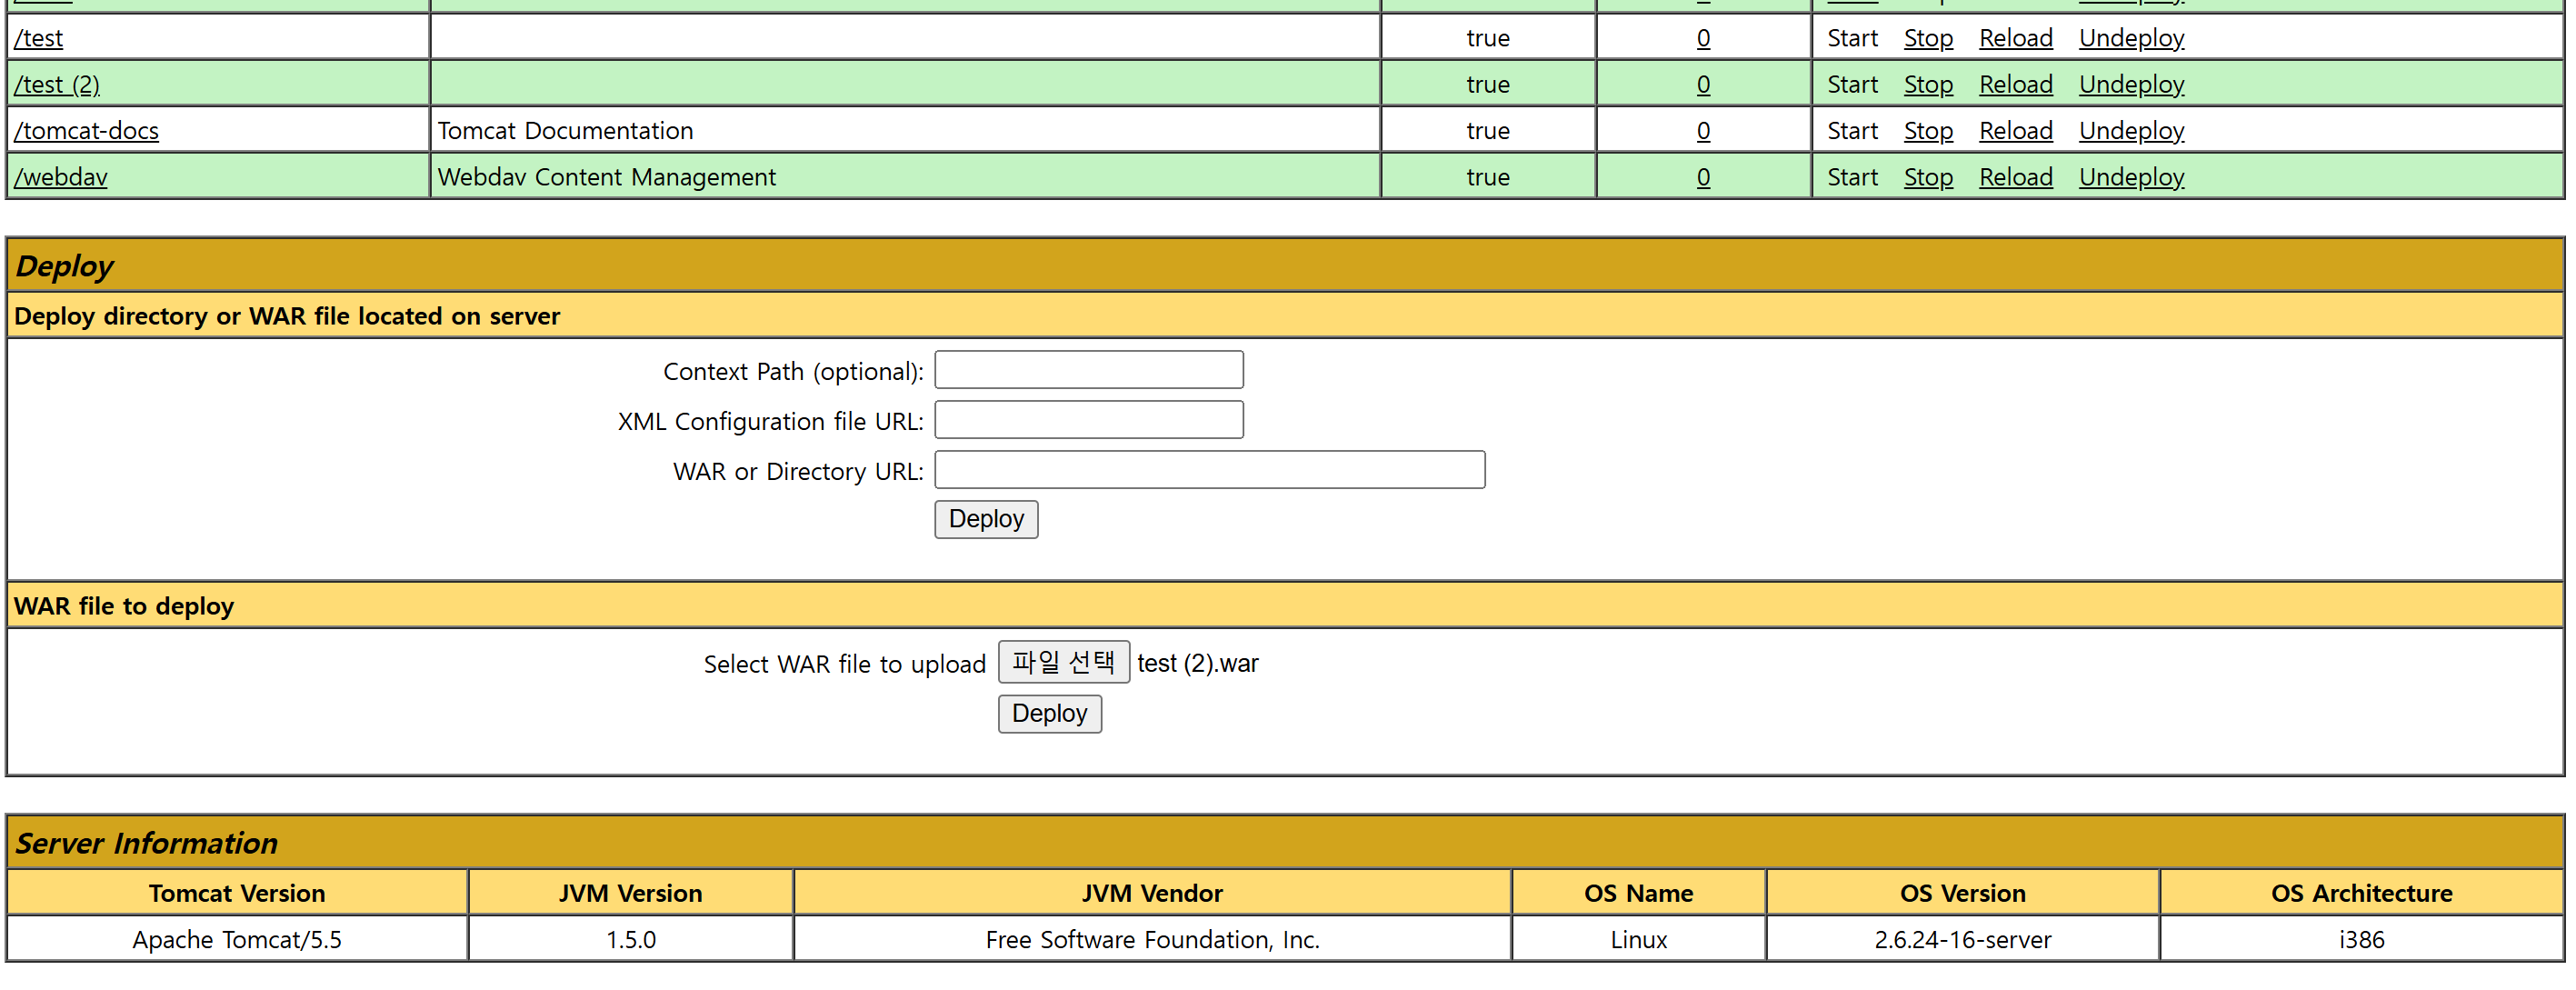 /test true 0 Start Stop Reload Undeploy
/test (2) true 0 Start Stop Reload Undeploy
/tomcat-docs Tomcat Documentation true 0 Start Stop Reload Undeploy
/webdav Webdav Content Management true 0 Start Stop Reload Undeploy
Deploy
Deploy directory or WAR file located on server
Context Path (optional):
XML Configuration file URL:
WAR or Directory URL:
Deploy
WAR file to deploy
Select WAR file to upload 파일 선택 test (2).war
Deploy
Server Information
Tomcat Version JVM Version JVM Vendor OS Name OS Version OS Architecture
Apache Tomcat/5.5 1.5.0 Free Software Foundation, Inc. Linux 2.6.24-16-server i386